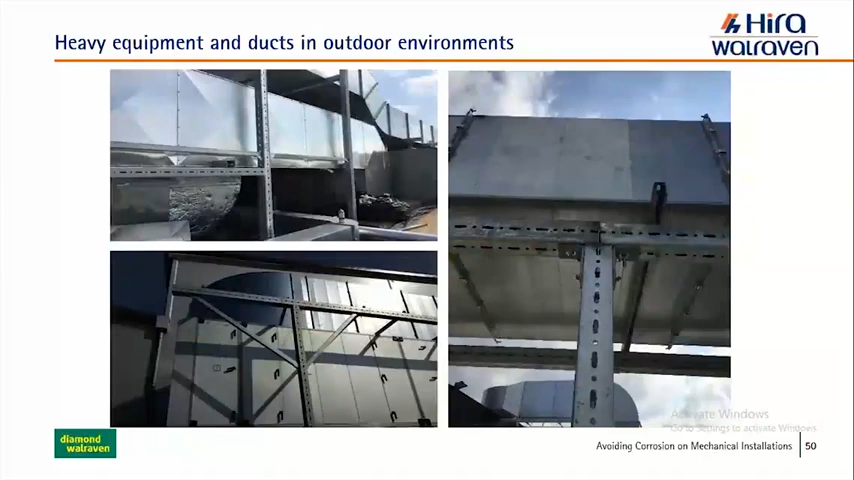 Heavy equipment and ducts in outdoor environments
Hira
walraven
Activate Windows
Go to Settings to activate Windows.
diamond
walraven
Avoiding Corrosion on Mechanical Installations
50